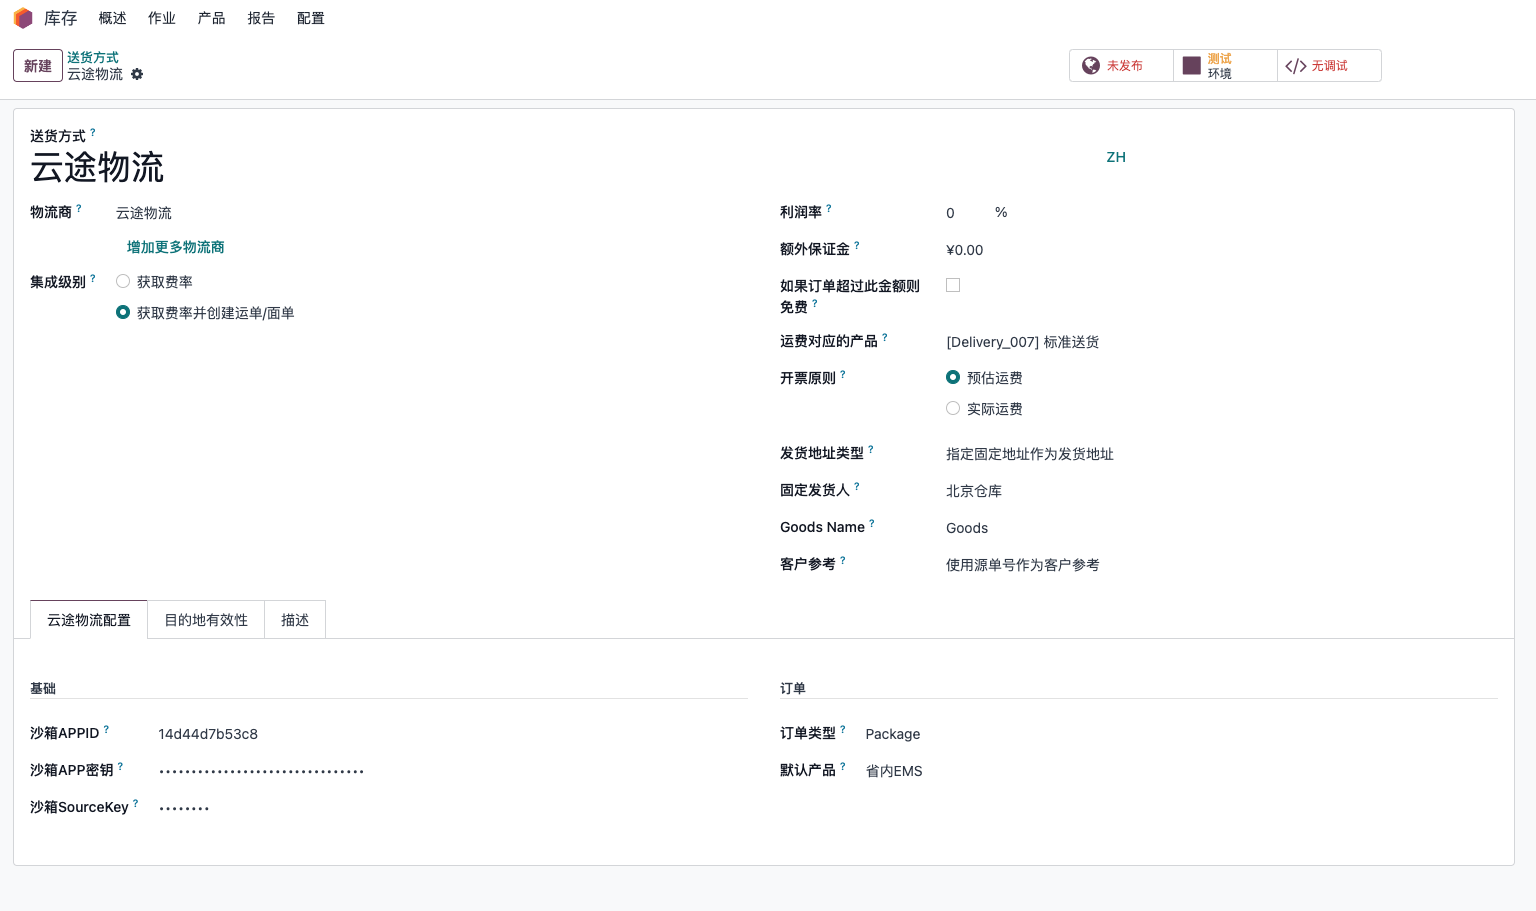 库存 概述 作业 产品 报告 配置
新建 送货方式
云途物流
未发布 测试 环境 无调试
送货方式 ?
云途物流 ZH
物流商 ? 云途物流
增加更多物流商
集成级别 ? 获取费率
获取费率并创建运单/面单
利润率 ? 0 %
额外保证金 ? ¥0.00
如果订单超过此金额则
免费 ?
运费对应的产品 ? [Delivery_007] 标准送货
开票原则 ? 预估运费
实际运费
发货地址类型 ? 指定固定地址作为发货地址
固定发货人 ? 北京仓库
Goods Name ? Goods
客户参考 ? 使用源单号作为客户参考
云途物流配置 目的地有效性 描述
基础
沙箱APPID ? 14d44d7b53c8
沙箱APP密钥 ? ••••••••••••••••••••••••••••••••
沙箱SourceKey ? ••••••••
订单
订单类型 ? Package
默认产品 ? 省内EMS